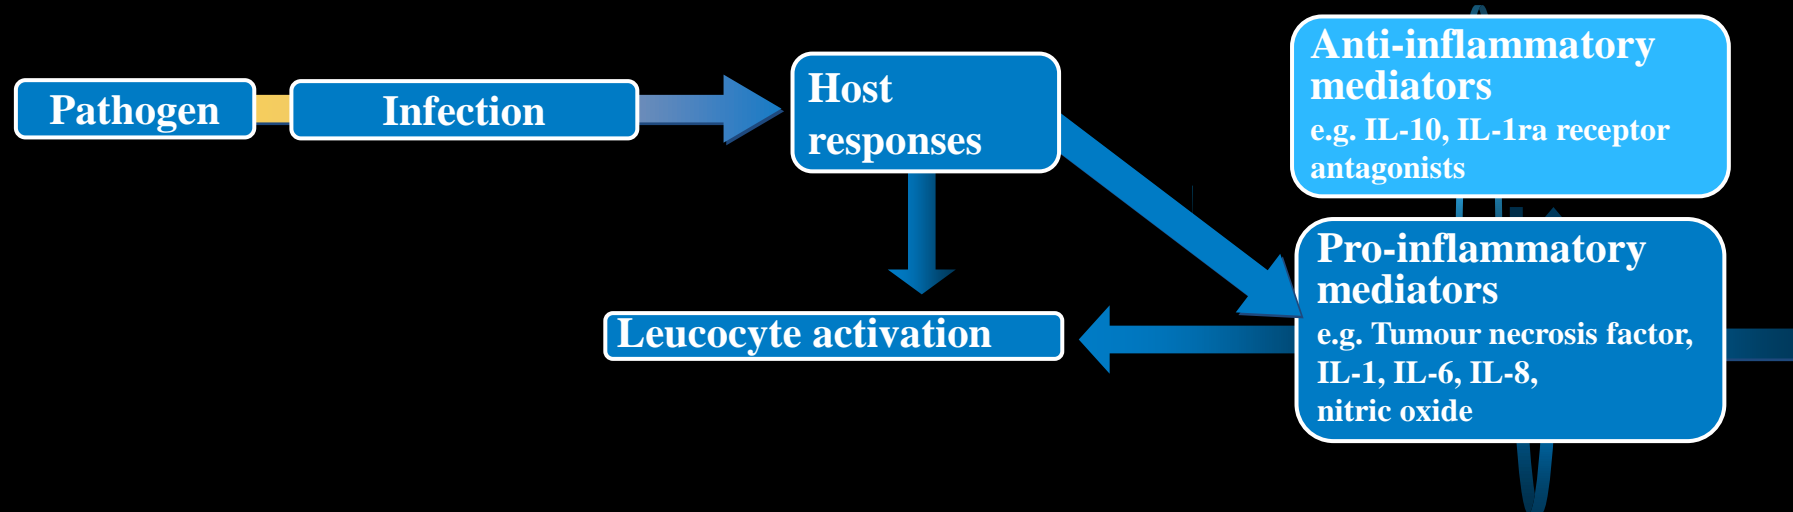 Pathogen
Infection
Host
responses
Anti-inflammatory
mediators
e.g. IL-10, IL-1ra receptor
antagonists
Pro-inflammatory
mediators
e.g. Tumour necrosis factor,
IL-1, IL-6, IL-8,
nitric oxide
Leucocyte activation